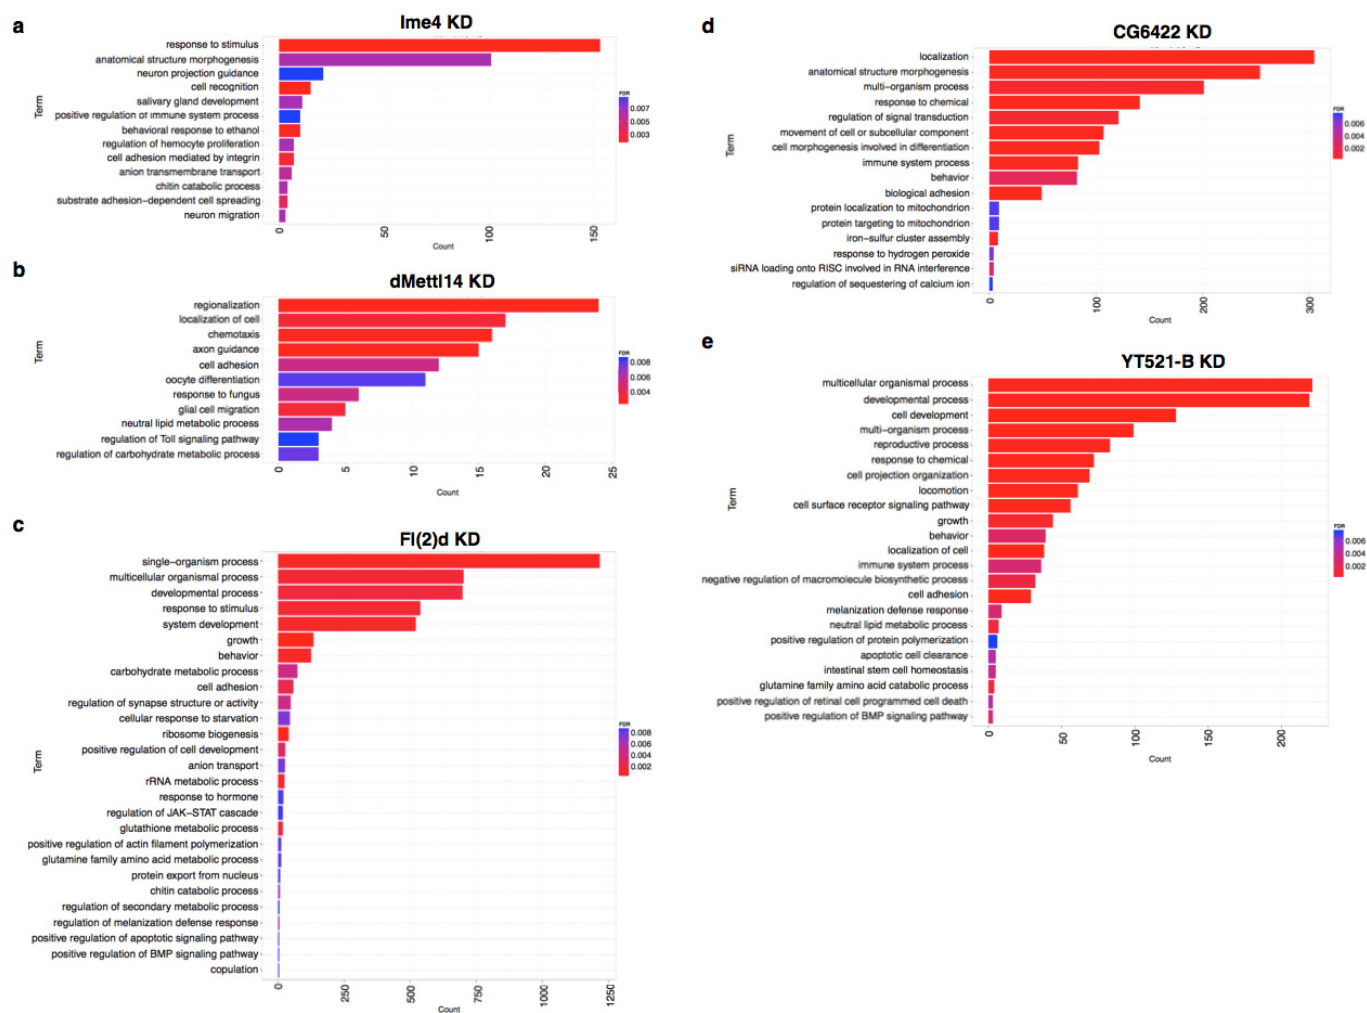 a
Ime4 KD
response to stimulus
anatomical structure morphogenesis
neuron projection guidance
cell recognition
salivary gland development
positive regulation of immune system process
behavioral response to ethanol
regulation of hemocyte proliferation
cell adhesion mediated by integrin
anion transmembrane transport
chitin catabolic process
substrate adhesion-dependent cell spreading
neuron migration
Term
0 50 100 150
Count
FDR
0.007
0.005
0.003
b
dMettl14 KD
regionalization
localization of cell
chemotaxis
axon guidance
cell adhesion
oocyte differentiation
response to fungus
glial cell migration
neutral lipid metabolic process
regulation of Toll signaling pathway
regulation of carbohydrate metabolic process
Term
0 5 10 15 20 25
Count
FDR
0.008
0.006
0.004
c
Fl(2)d KD
single-organism process
multicellular organismal process
developmental process
response to stimulus
system development
growth
behavior
carbohydrate metabolic process
cell adhesion
regulation of synapse structure or activity
cellular response to starvation
ribosome biogenesis
positive regulation of cell development
anion transport
rRNA metabolic process
response to hormone
regulation of JAK-STAT cascade
glutathione metabolic process
positive regulation of actin filament polymerization
glutamine family amino acid metabolic process
protein export from nucleus
chitin catabolic process
regulation of secondary metabolic process
regulation of melanization defense response
positive regulation of apoptotic signaling pathway
positive regulation of BMP signaling pathway
copulation
Term
0 250 500 750 1000 1250
Count
FDR
0.008
0.006
0.004
0.002
d
CG6422 KD
localization
anatomical structure morphogenesis
multi-organism process
response to chemical
regulation of signal transduction
movement of cell or subcellular component
cell morphogenesis involved in differentiation
immune system process
behavior
biological adhesion
protein localization to mitochondrion
protein targeting to mitochondrion
iron-sulfur cluster assembly
response to hydrogen peroxide
siRNA loading onto RISC involved in RNA interference
regulation of sequestering of calcium ion
Term
0 100 200 300
Count
FDR
0.006
0.004
0.002
e
YT521-B KD
multicellular organismal process
developmental process
cell development
multi-organism process
reproductive process
response to chemical
cell projection organization
locomotion
cell surface receptor signaling pathway
growth
behavior
localization of cell
immune system process
negative regulation of macromolecule biosynthetic process
cell adhesion
melanization defense response
neutral lipid metabolic process
positive regulation of protein polymerization
apoptotic cell clearance
intestinal stem cell homeostasis
glutamine family amino acid catabolic process
positive regulation of retinal cell programmed cell death
positive regulation of BMP signaling pathway
Term
0 50 100 150 200
Count
FDR
0.006
0.004
0.002